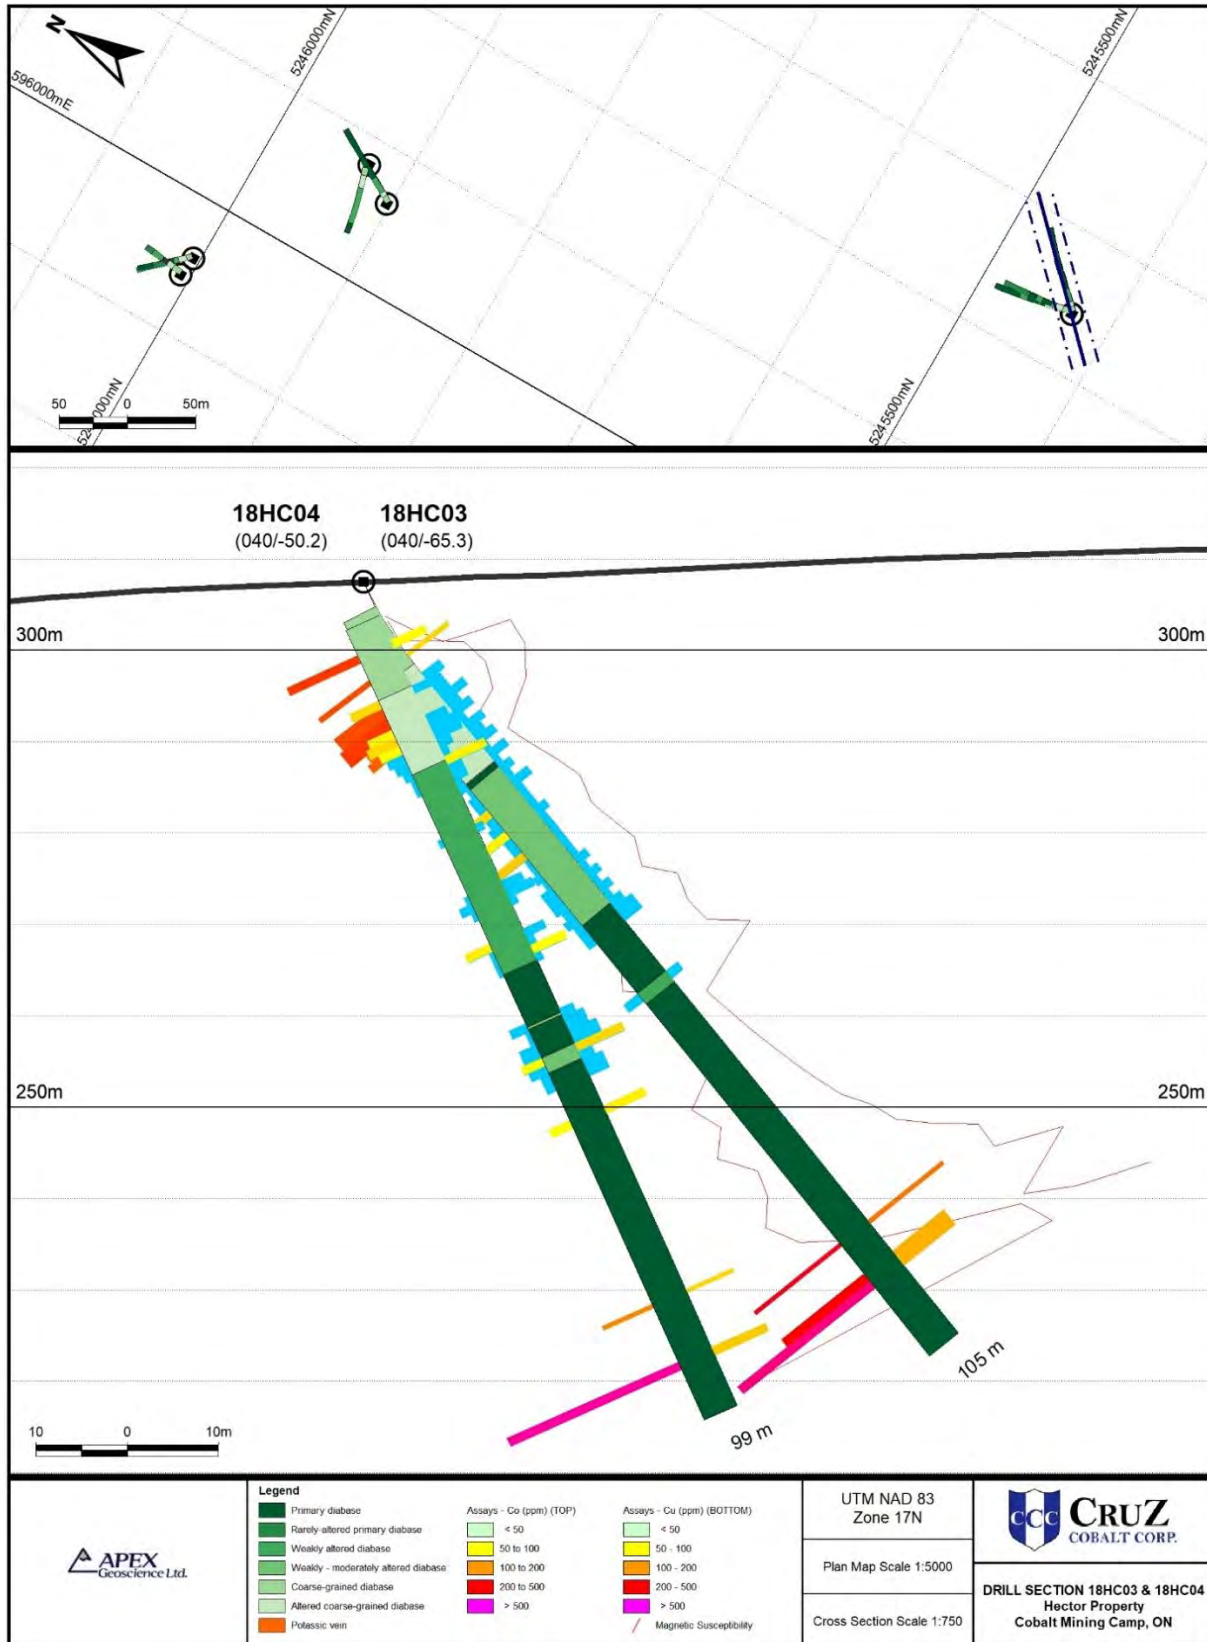 N
5246000mN
5245500mN
596000mE
5245500mN
50 0 50m
18HC04 18HC03
(040/-50.2) (040/-65.3)
300m 300m
250m 250m
105 m
99 m
10 0 10m
APEX
Geoscience Ltd.
Legend
Primary diabase
Rarely-altered primary diabase
Weakly altered diabase
Weakly - moderately altered diabase
Coarse-grained diabase
Altered coarse-grained diabase
Potassic vein
Assays - Co (ppm) (TOP)
< 50
50 to 100
100 to 200
200 to 500
> 500
Assays - Cu (ppm) (BOTTOM)
< 50
50 - 100
100 - 200
200 - 500
> 500
Magnetic Susceptibility
UTM NAD 83
Zone 17N
Plan Map Scale 1:5000
Cross Section Scale 1:750
CCC
CRUZ
COBALT CORP.
DRILL SECTION 18HC03 & 18HC04
Hector Property
Cobalt Mining Camp, ON